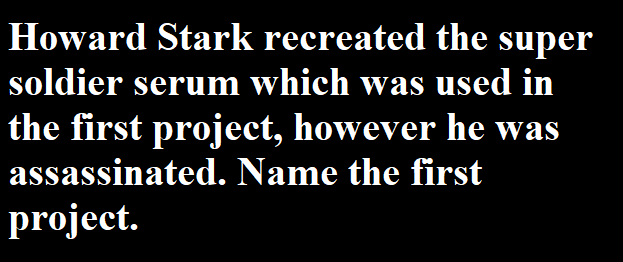 Howard Stark recreated the super
soldier serum which was used in
the first project, however he was
assassinated. Name the first
project.